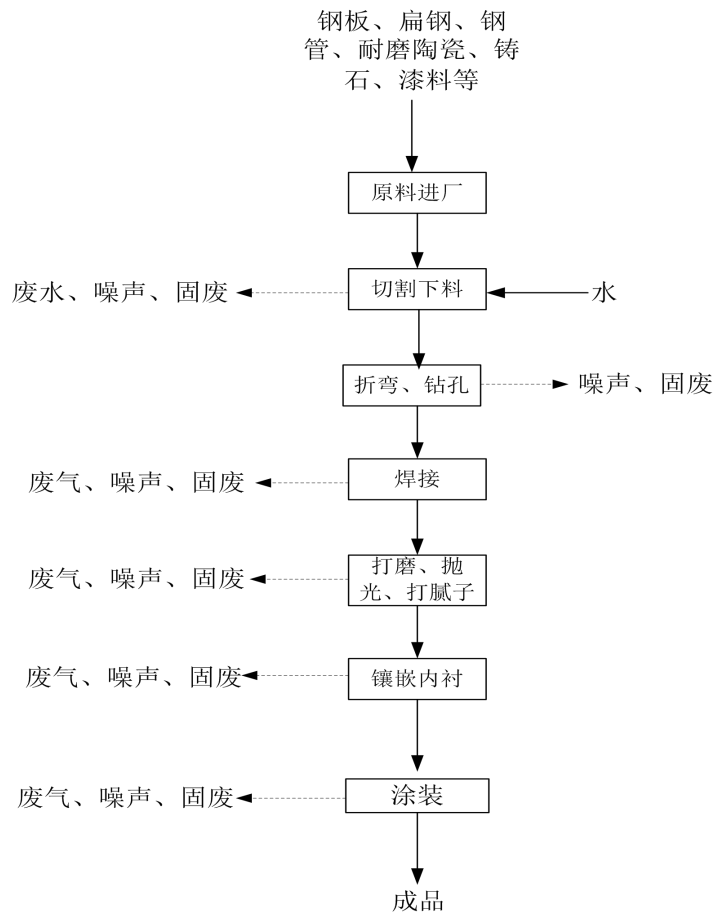 钢板、扁钢、钢
管、耐磨陶瓷、铸
石、漆料等
原料进厂
废水、噪声、固废
切割下料
水
折弯、钻孔
噪声、固废
废气、噪声、固废
焊接
废气、噪声、固废
打磨、抛
光、打腻子
废气、噪声、固废
镶嵌内衬
废气、噪声、固废
涂装
成品